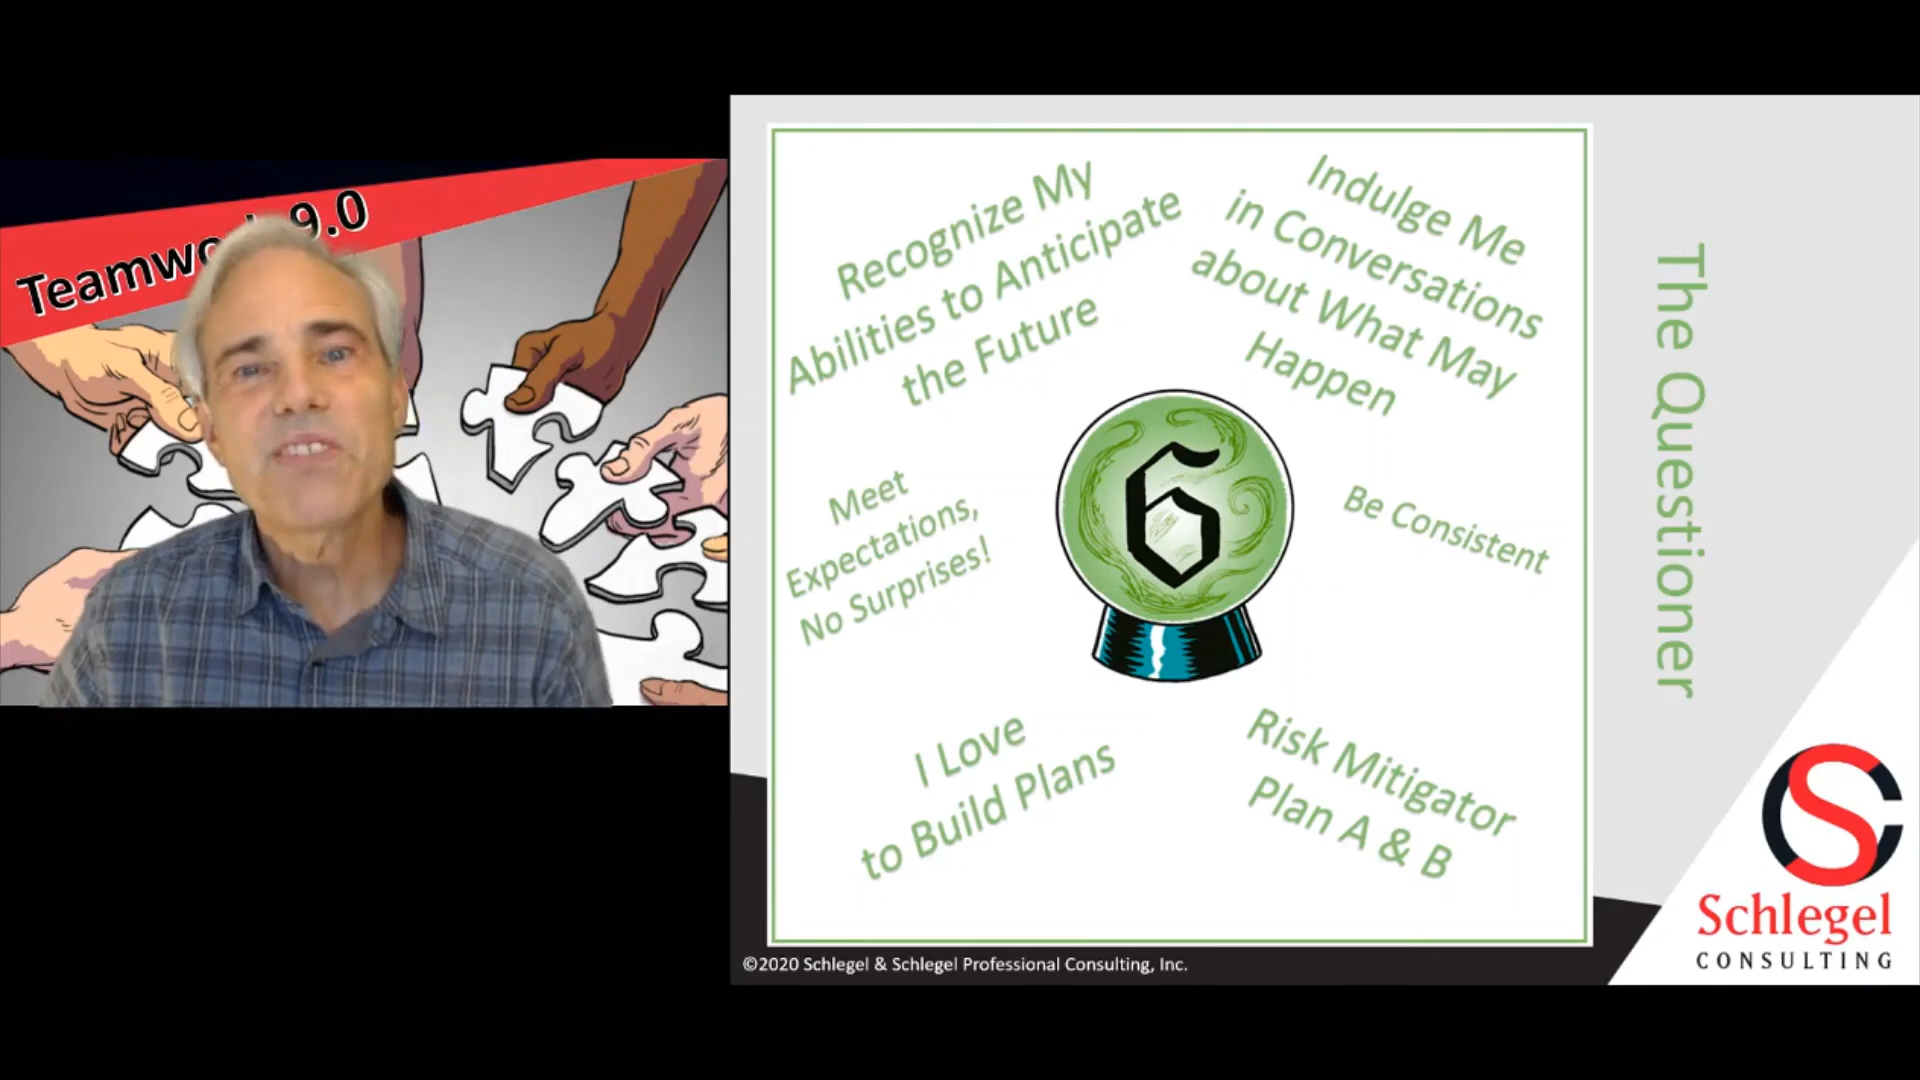 9.0
Recognize My
Abilities to Anticipate
the Future
Indulge Me
in Conversations
about What May
Happen
6
Meet
Expectations,
No Surprises!
Be Consistent
I Love
to Build Plans
Risk Mitigator
Plan A & B
The Questioner
Schlegel
CONSULTING
©2020 Schlegel & Schlegel Professional Consulting, Inc.